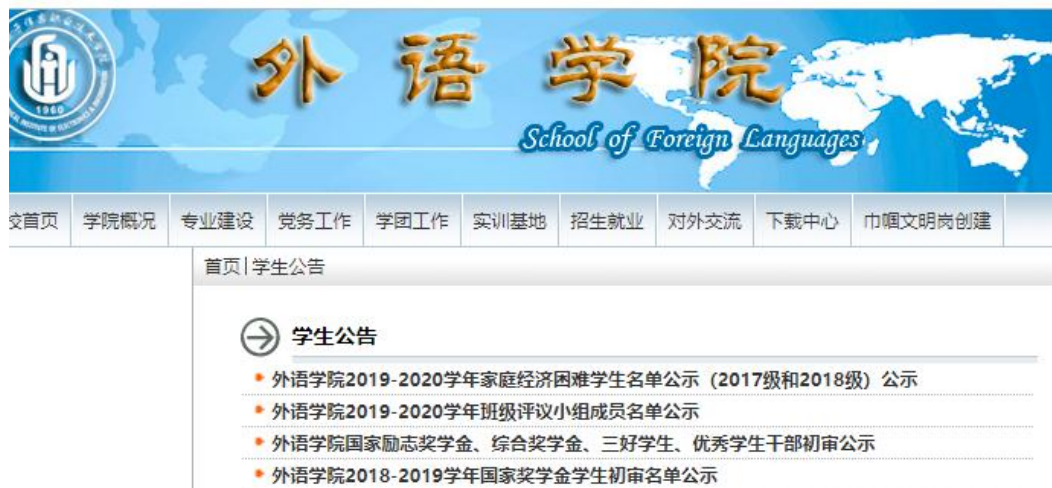 外语学院
School of Foreign Languages
1960
校首页 学院概况 专业建设 党务工作 学团工作 实训基地 招生就业 对外交流 下载中心 巾帼文明岗创建
首页|学生公告
学生公告
外语学院2019-2020学年家庭经济困难学生名单公示（2017级和2018级）公示
外语学院2019-2020学年班级评议小组成员名单公示
外语学院国家励志奖学金、综合奖学金、三好学生、优秀学生干部初审公示
外语学院2018-2019学年国家奖学金学生初审名单公示